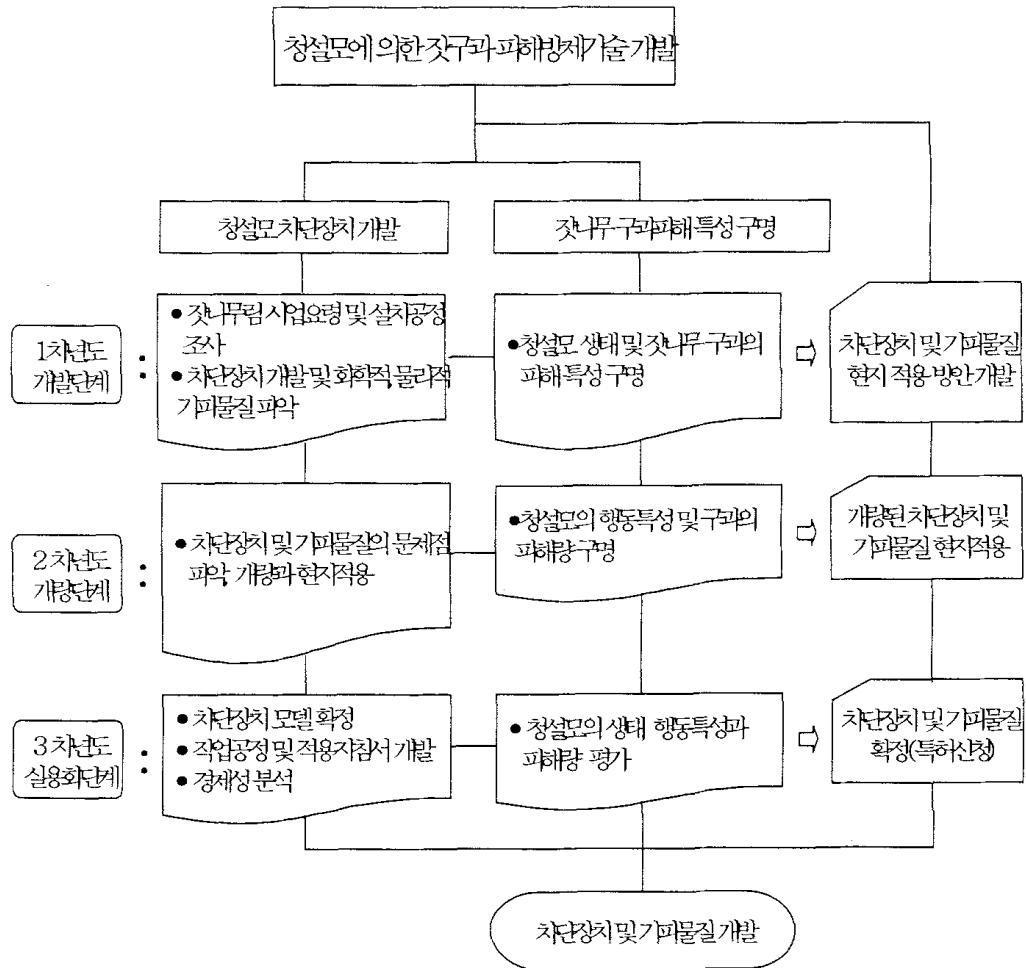 청설모에 의한 잣구과 피해방제기술 개발
청설모 차단장치 개발
잣나무 구과피해 특성 구명
1차년도
개발단계
:
● 잣나무림 시업요령 및 설치공정
조사
● 차단장치 개발 및 화학적,물리적
기피물질 파악
●청설모 생태 및 잣나무 구과의
피해 특성 구명
⇨
차단장치 및 기피물질
현지 적용 방안 개발
2차년도
개량단계
:
● 차단장치 및 기피물질의 문제점
파악, 개량과 현지적용
●청설모의 행동특성 및 구과의
피해량 구명
⇨
개량된 차단장치 및
기피물질 현지적용
3차년도
실용화단계
:
● 차단장치 모델 확정
● 작업공정 및 적용지침서 개발
● 경제성 분석
● 청설모의 생태 행동특성과
피해량 평가
⇨
차단장치 및 기피물질
확정(특허신청)
차단장치 및 기피물질 개발